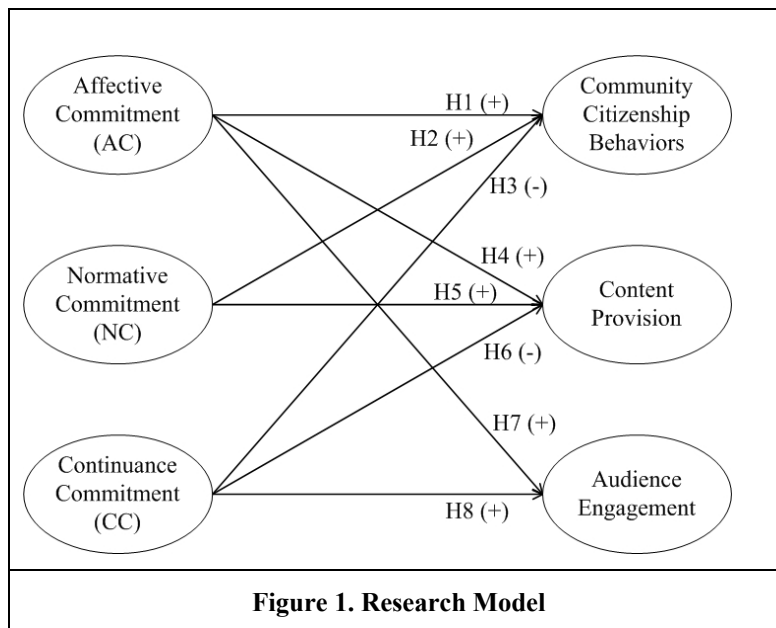 Affective
Commitment
(AC)
H1 (+)
Community
Citizenship
Behaviors
H2 (+)
H3 (-)
Normative
Commitment
(NC)
H4 (+)
H5 (+)
Content
Provision
H6 (-)
Continuance
Commitment
(CC)
H7 (+)
H8 (+)
Audience
Engagement
Figure 1. Research Model